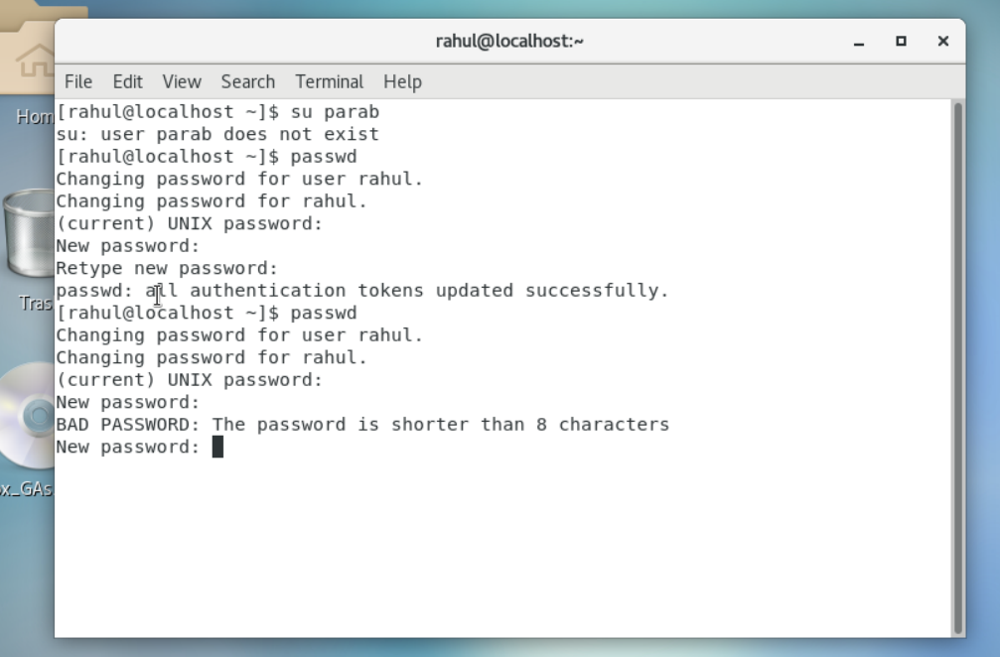 rahul@localhost:~
File Edit View Search Terminal Help
[rahul@localhost ~]$ su parab
su: user parab does not exist
[rahul@localhost ~]$ passwd
Changing password for user rahul.
Changing password for rahul.
(current) UNIX password:
New password:
Retype new password:
passwd: all authentication tokens updated successfully.
[rahul@localhost ~]$ passwd
Changing password for user rahul.
Changing password for rahul.
(current) UNIX password:
New password:
BAD PASSWORD: The password is shorter than 8 characters
New password:
Hom
Tras
x_GAs